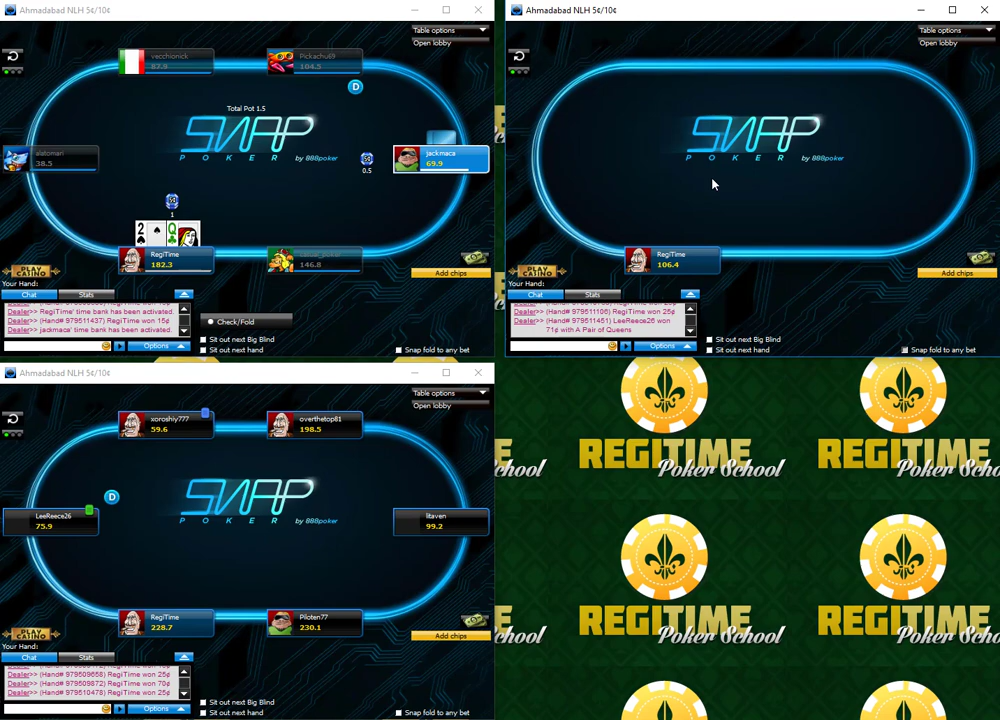 Ahmadabad NLH 5¢/10¢
Table options
Open lobby
vecchionick
87.9
Pickachu69
104.5
D
Total Pot 1.5
SNAP
POKER by 888poker
alatoman
38.5
jackmaca
69.9
0.5
1
2
Q
RegiTime
182.3
146.8
PLAY CASINO
Add chips
Your Hand:
Chat
Stats
Dealer>> RegiTime' time bank has been activated.
Dealer>> (Hand# 979511437) RegiTime won 15¢
Dealer>> jackmaca' time bank has been activated.
Options
Check/Fold
Sit out next Big Blind
Sit out next hand
Snap fold to any bet
Ahmadabad NLH 5¢/10¢
Table options
Open lobby
SNAP
POKER by 888poker
RegiTime
106.4
PLAY CASINO
Add chips
Your Hand:
Chat
Stats
Dealer>> (Hand# 979511106) RegiTime won 25¢
Dealer>> (Hand# 979511451) LeeReece26 won
71¢ with A Pair of Queens
Options
Sit out next Big Blind
Sit out next hand
Snap fold to any bet
Ahmadabad NLH 5¢/10¢
Table options
Open lobby
xoroshiy777
59.6
overthetop81
198.5
D
SNAP
POKER by 888poker
LeeReece26
75.9
litaven
99.2
RegiTime
228.7
Piloten77
230.1
PLAY CASINO
Add chips
Your Hand:
Chat
Stats
Dealer>> (Hand# 979509658) RegiTime won 25¢
Dealer>> (Hand# 979509872) RegiTime won 70¢
Dealer>> (Hand# 979510478) RegiTime won 25¢
Options
Sit out next Big Blind
Sit out next hand
Snap fold to any bet
REGITIME
Poker School
REGITIME
Poker School
REGITIME
Poker School
REGITIME
Poker School